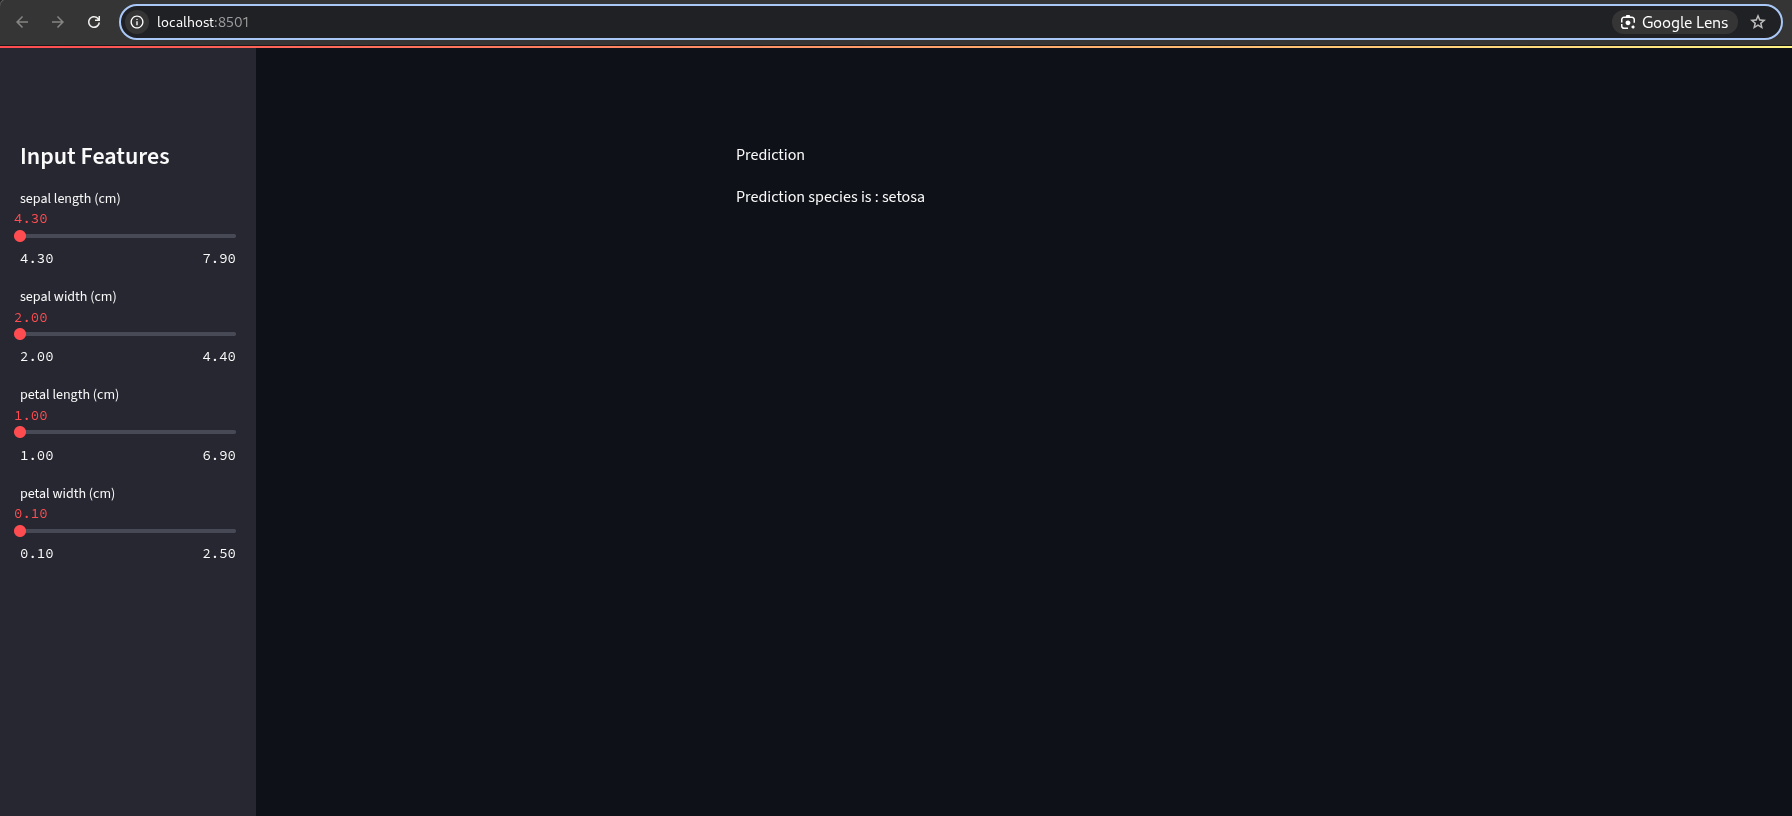 localhost:8501
Google Lens
Input Features
sepal length (cm)
4.30
4.30 7.90
sepal width (cm)
2.00
2.00 4.40
petal length (cm)
1.00
1.00 6.90
petal width (cm)
0.10
0.10 2.50
Prediction
Prediction species is : setosa